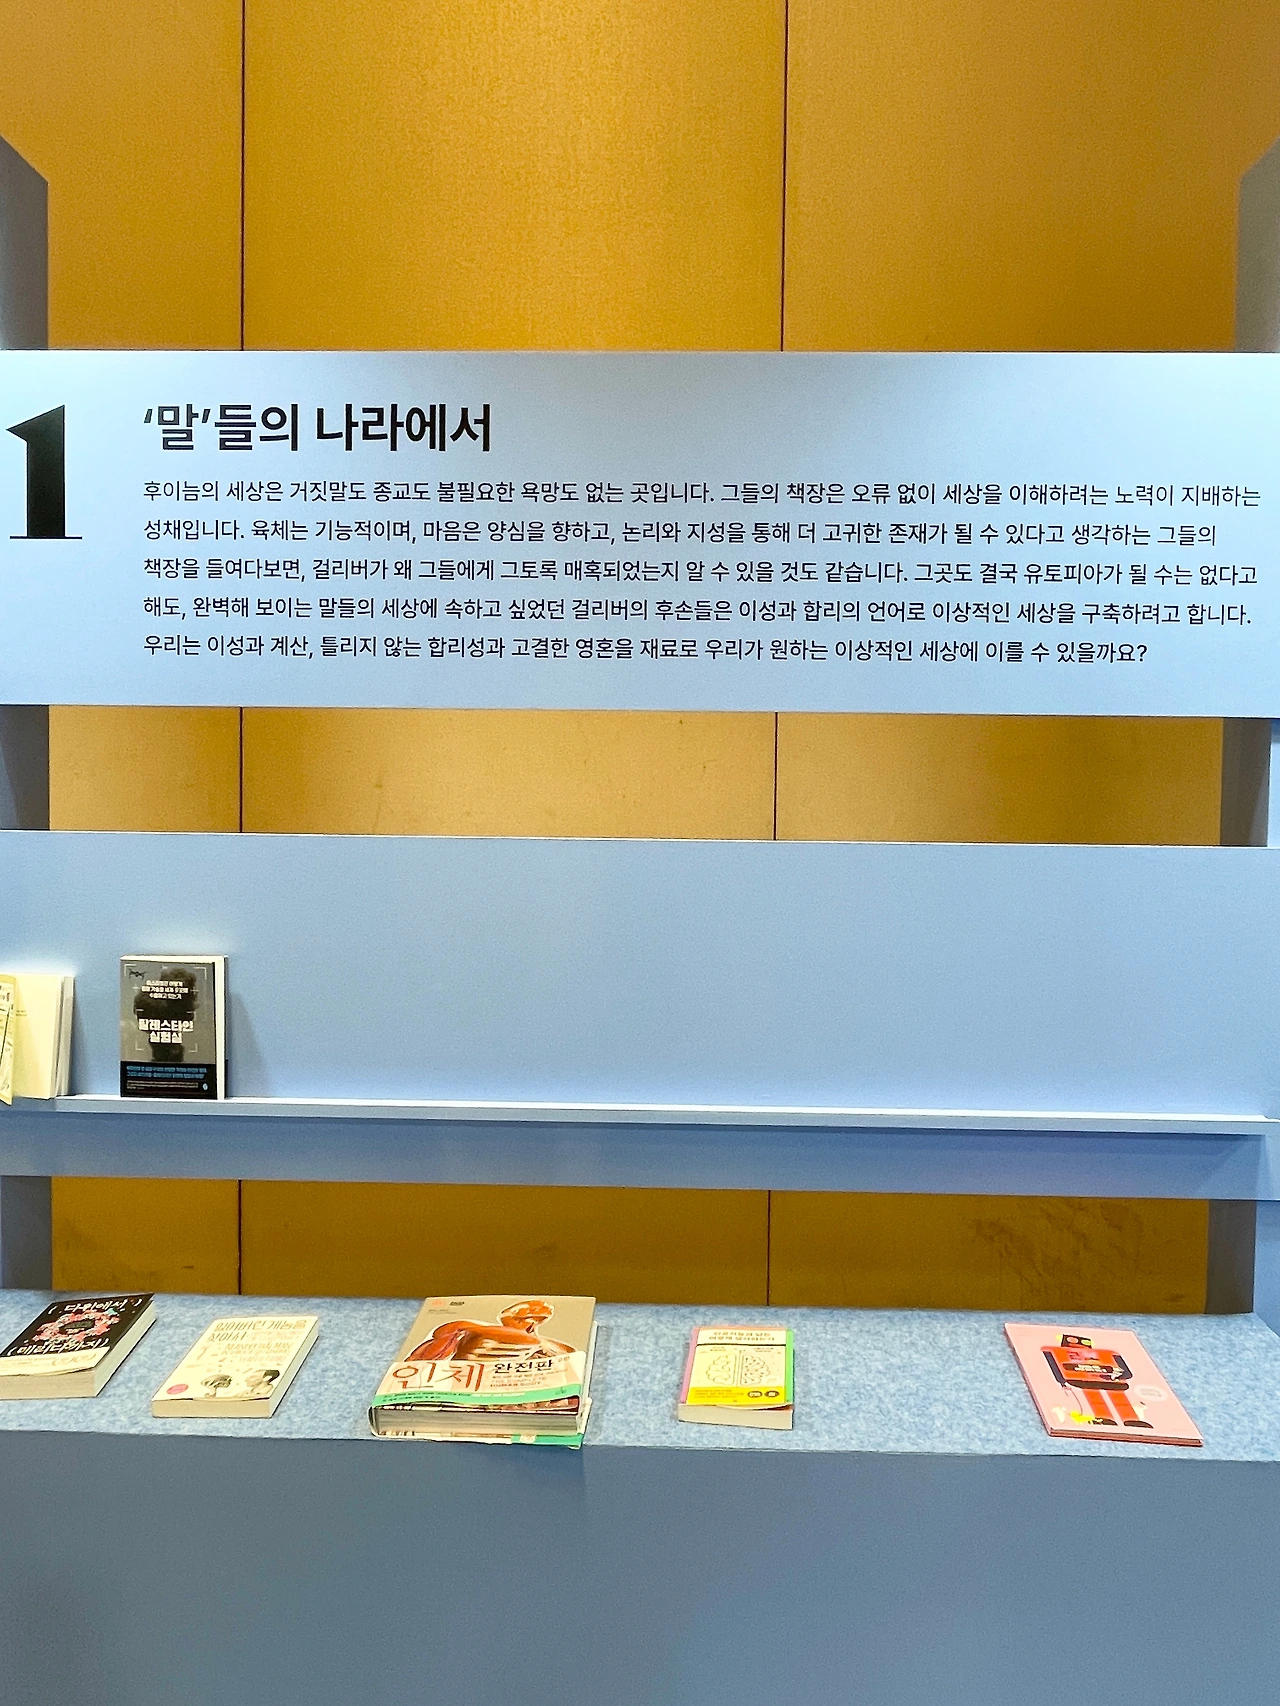 1
‘말’들의 나라에서
후이늠의 세상은 거짓말도 종교도 불필요한 욕망도 없는 곳입니다. 그들의 책장은 오류 없이 세상을 이해하려는 노력이 지배하는
성채입니다. 육체는 기능적이며, 마음은 양심을 향하고, 논리와 지성을 통해 더 고귀한 존재가 될 수 있다고 생각하는 그들의
책장을 들여다보면, 걸리버가 왜 그들에게 그토록 매혹되었는지 알 수 있을 것도 같습니다. 그곳도 결국 유토피아가 될 수는 없다고
해도, 완벽해 보이는 말들의 세상에 속하고 싶었던 걸리버의 후손들은 이성과 합리의 언어로 이상적인 세상을 구축하려고 합니다.
우리는 이성과 계산, 틀리지 않는 합리성과 고결한 영혼을 재료로 우리가 원하는 이상적인 세상에 이를 수 있을까요?
팔레스타인
실험실
다윈에서
잃어버린 개성을
찾아서
인체 완전판